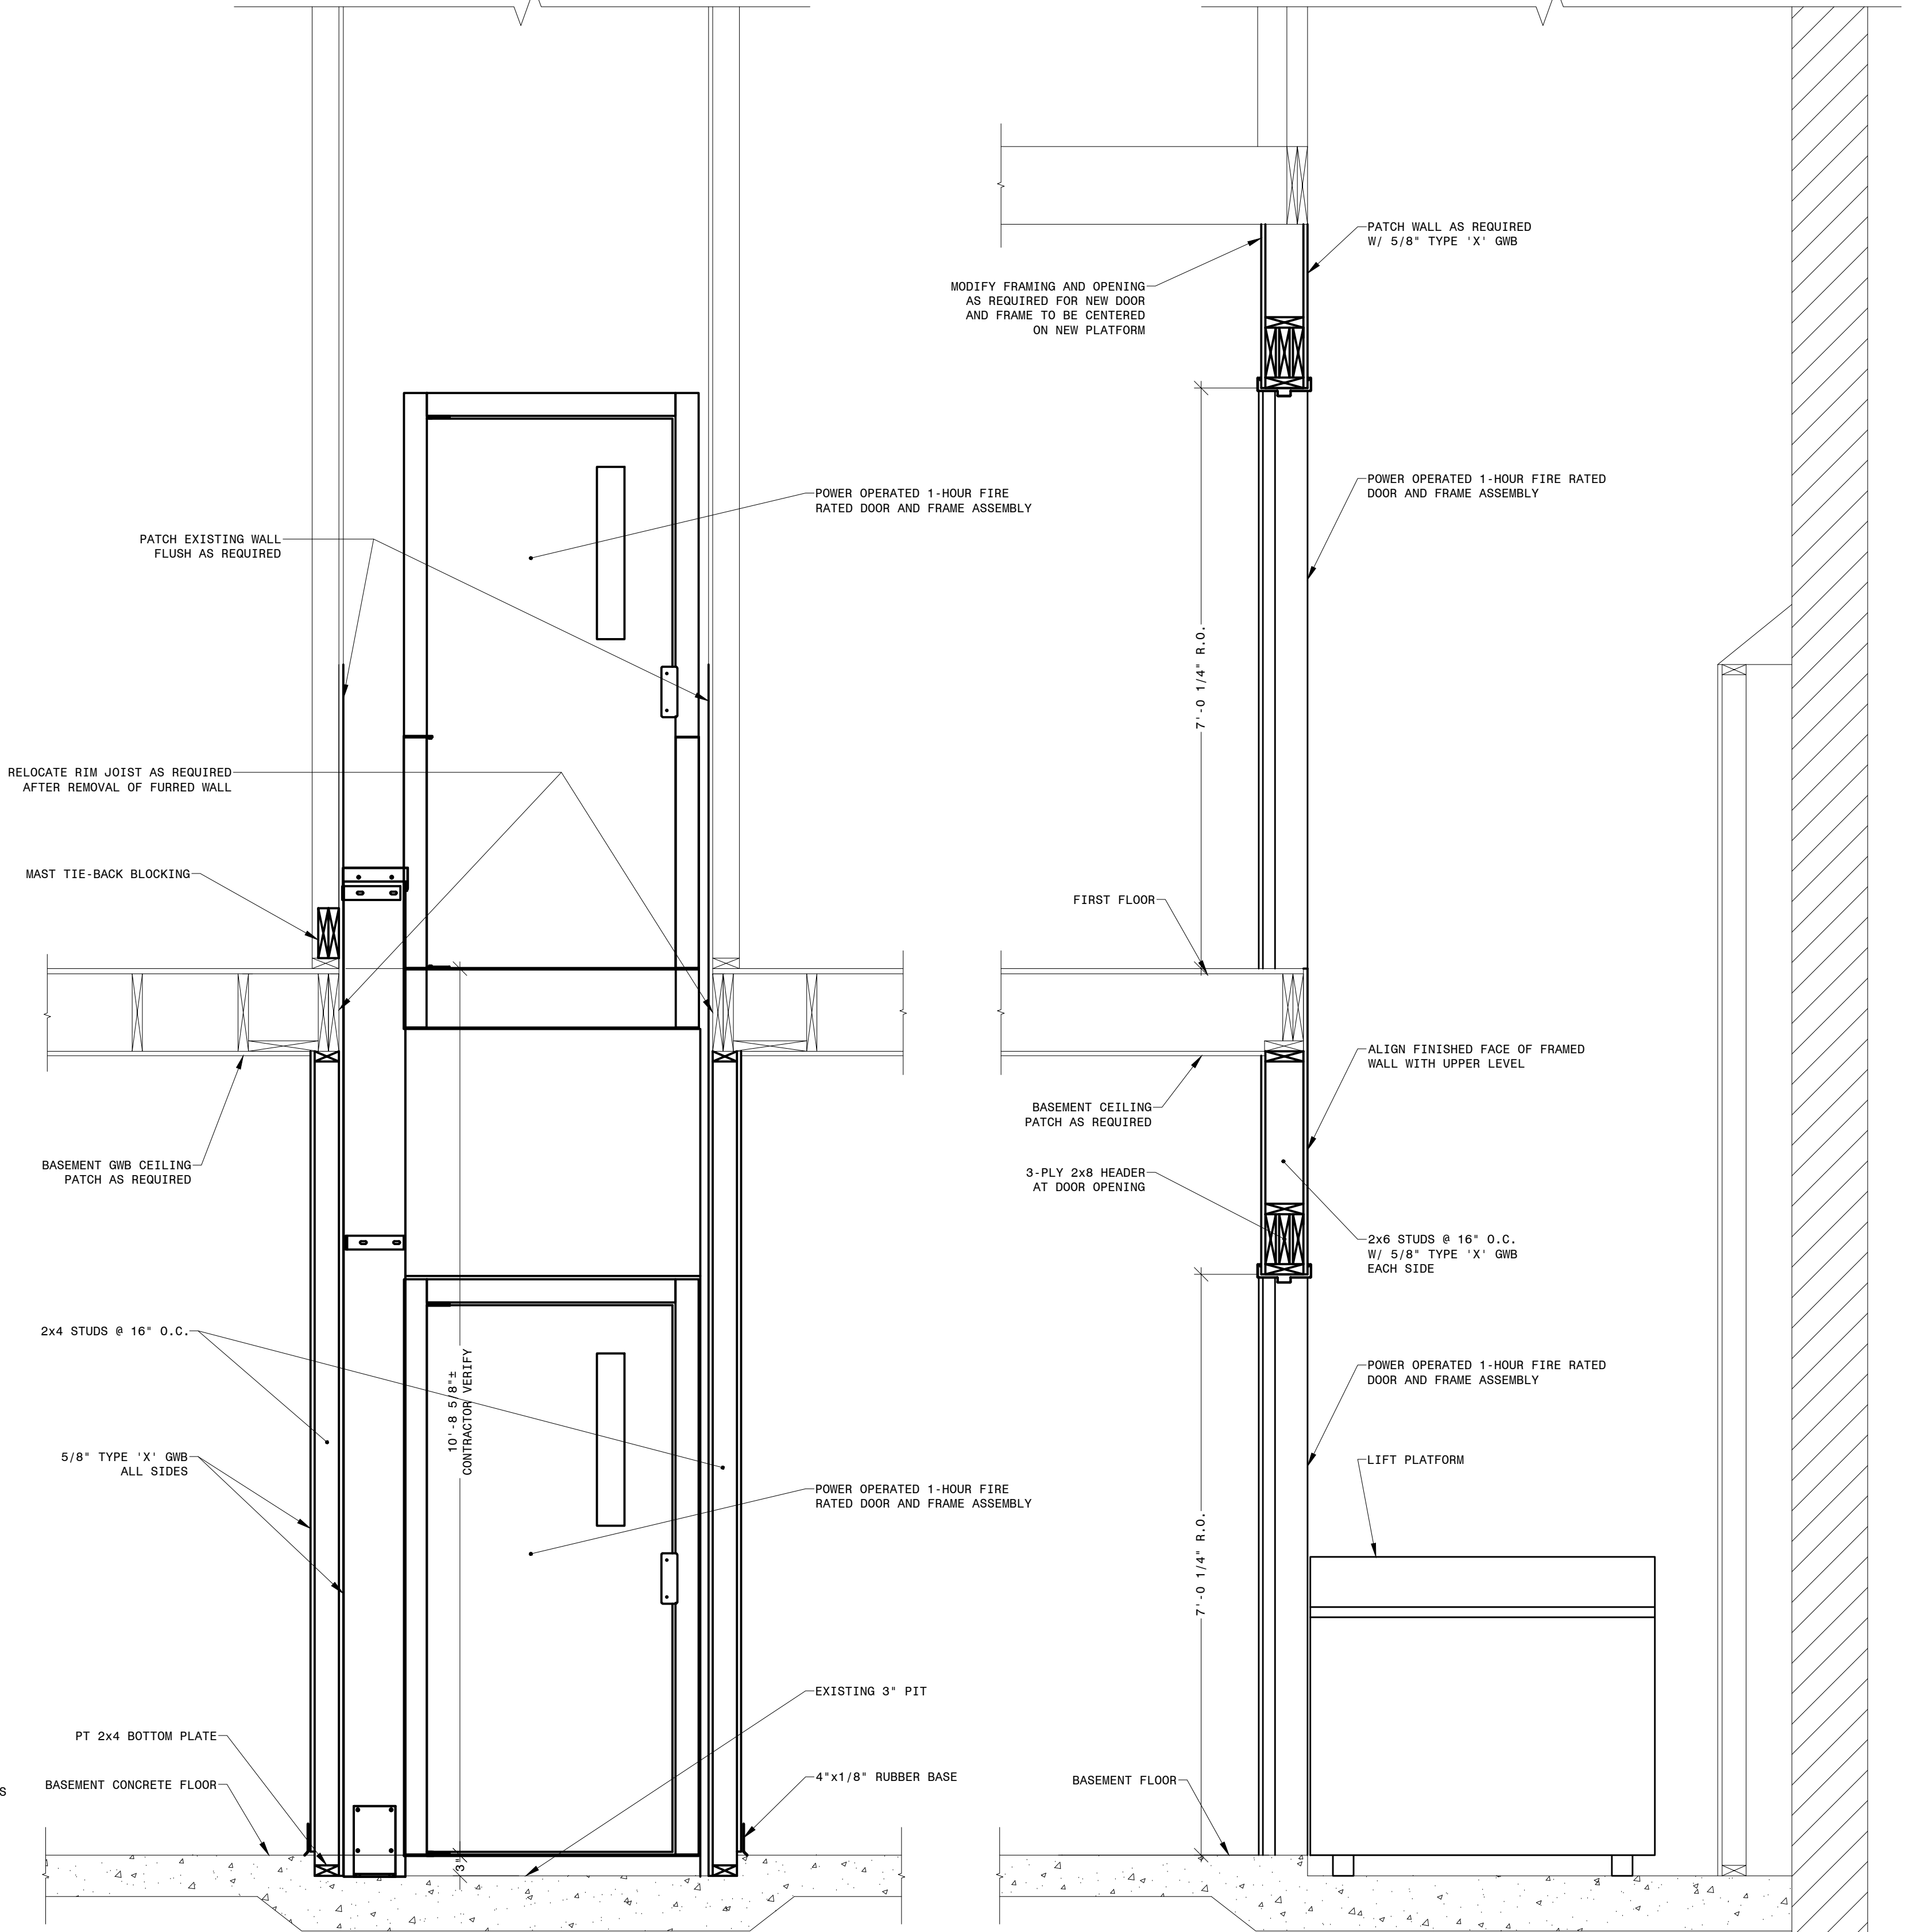 PATCH WALL AS REQUIRED
W/ 5/8" TYPE 'X' GWB
MODIFY FRAMING AND OPENING
AS REQUIRED FOR NEW DOOR
AND FRAME TO BE CENTERED
ON NEW PLATFORM
POWER OPERATED 1-HOUR FIRE
RATED DOOR AND FRAME ASSEMBLY
POWER OPERATED 1-HOUR FIRE RATED
DOOR AND FRAME ASSEMBLY
PATCH EXISTING WALL
FLUSH AS REQUIRED
7'-0 1/4" R.O.
RELOCATE RIM JOIST AS REQUIRED
AFTER REMOVAL OF FURRED WALL
MAST TIE-BACK BLOCKING
FIRST FLOOR
ALIGN FINISHED FACE OF FRAMED
WALL WITH UPPER LEVEL
BASEMENT CEILING
PATCH AS REQUIRED
BASEMENT GWB CEILING
PATCH AS REQUIRED
3-PLY 2x8 HEADER
AT DOOR OPENING
2x6 STUDS @ 16" O.C.
W/ 5/8" TYPE 'X' GWB
EACH SIDE
2x4 STUDS @ 16" O.C.
10'-8 5/8"±
CONTRACTOR VERIFY
POWER OPERATED 1-HOUR FIRE RATED
DOOR AND FRAME ASSEMBLY
5/8" TYPE 'X' GWB
ALL SIDES
LIFT PLATFORM
POWER OPERATED 1-HOUR FIRE
RATED DOOR AND FRAME ASSEMBLY
7'-0 1/4" R.O.
EXISTING 3" PIT
PT 2x4 BOTTOM PLATE
4"x1/8" RUBBER BASE
BASEMENT CONCRETE FLOOR
BASEMENT FLOOR
S
3"